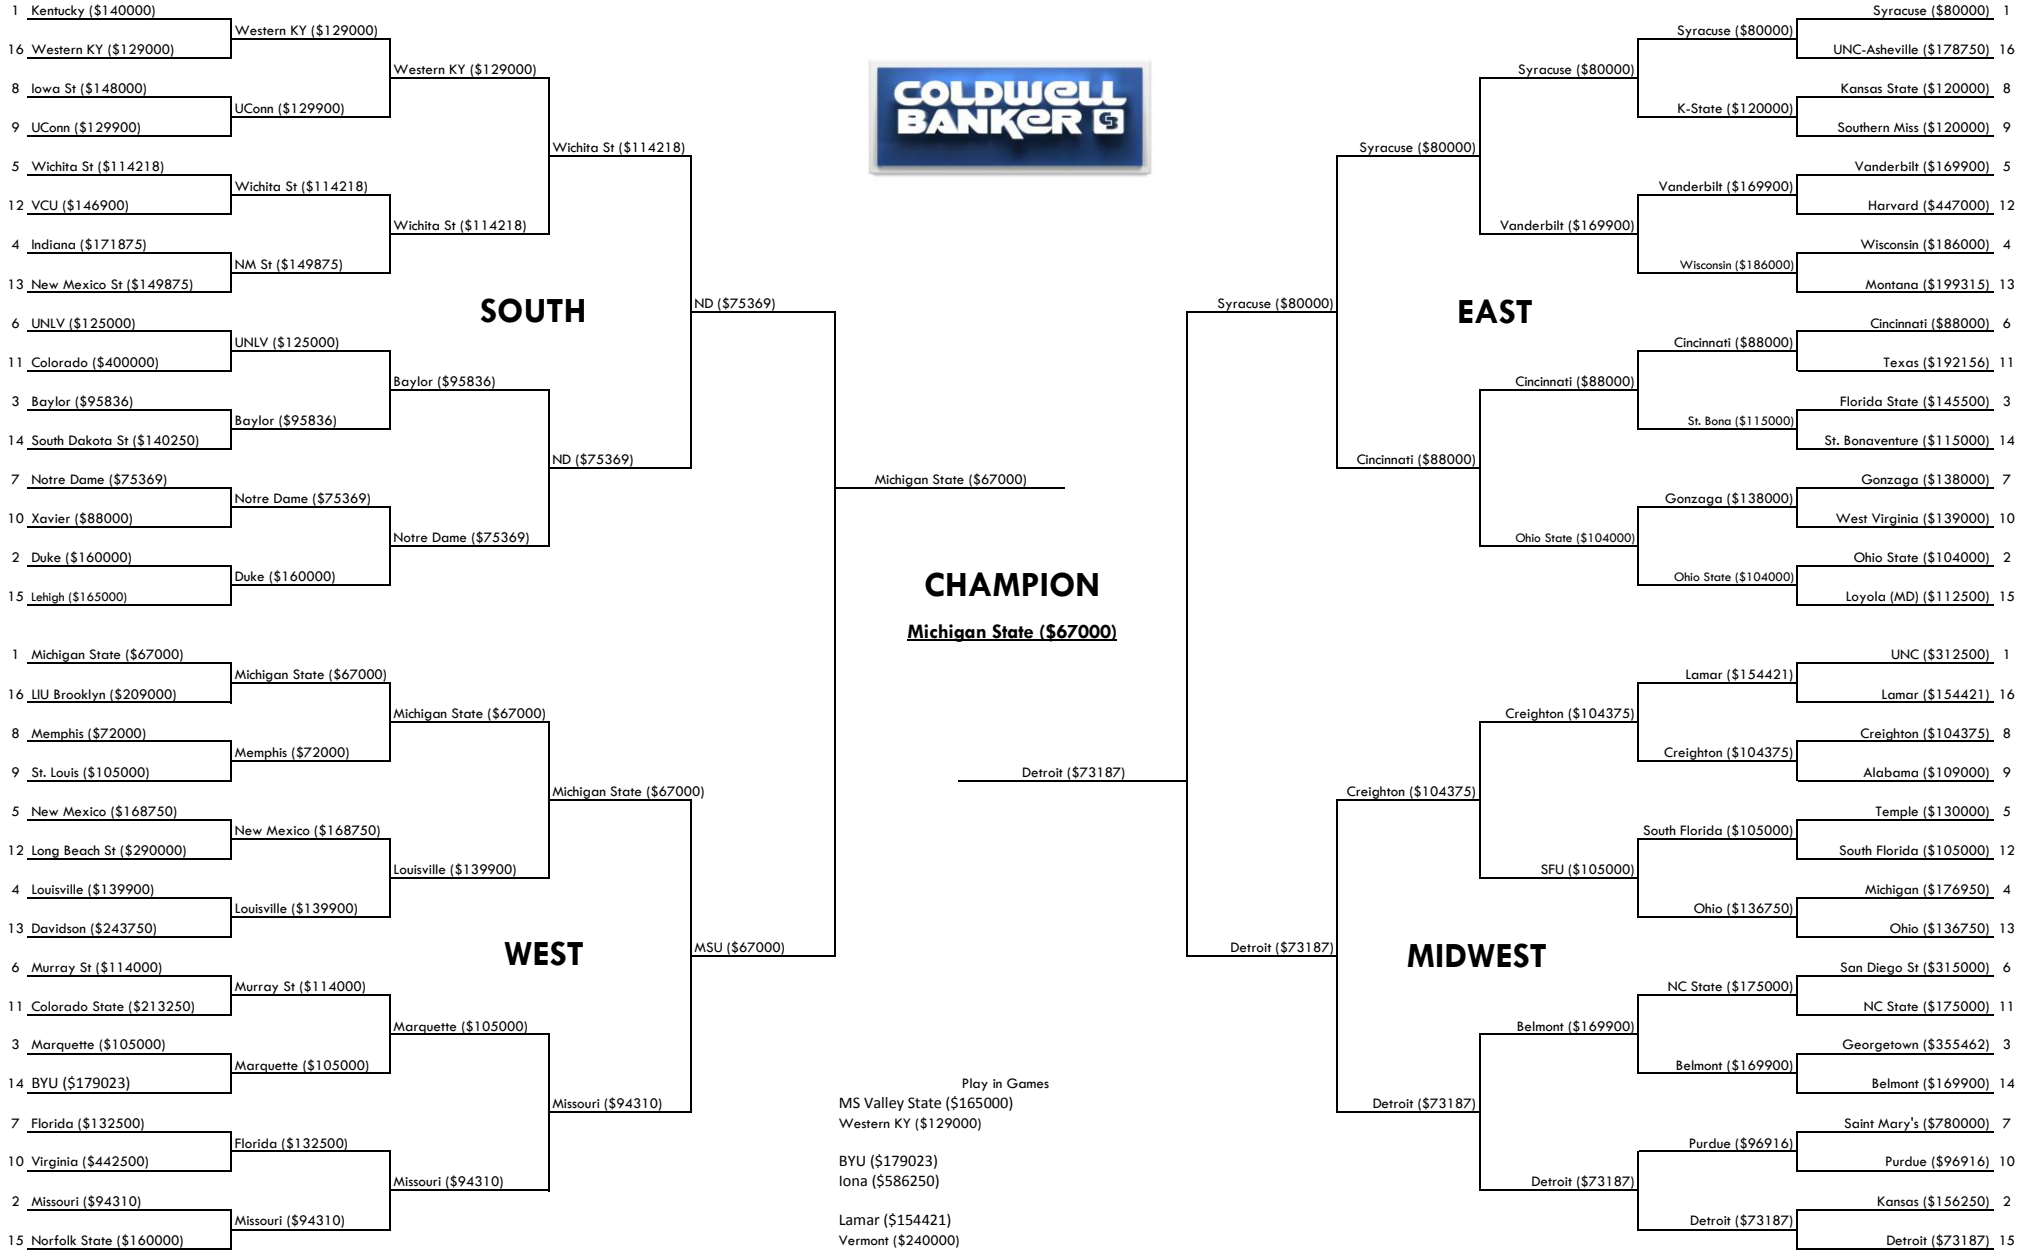 1 Kentucky ($140000)
16 Western KY ($129000)
8 Iowa St ($148000)
9 UConn ($129900)
5 Wichita St ($114218)
12 VCU ($146900)
4 Indiana ($171875)
13 New Mexico St ($149875)
6 UNLV ($125000)
11 Colorado ($400000)
3 Baylor ($95836)
14 South Dakota St ($140250)
7 Notre Dame ($75369)
10 Xavier ($88000)
2 Duke ($160000)
15 Lehigh ($165000)
Western KY ($129000)
UConn ($129900)
Wichita St ($114218)
NM St ($149875)
UNLV ($125000)
Baylor ($95836)
Notre Dame ($75369)
Duke ($160000)
Western KY ($129000)
Wichita St ($114218)
Baylor ($95836)
Notre Dame ($75369)
Wichita St ($114218)
ND ($75369)
SOUTH
ND ($75369)
1 Michigan State ($67000)
16 LIU Brooklyn ($209000)
8 Memphis ($72000)
9 St. Louis ($105000)
5 New Mexico ($168750)
12 Long Beach St ($290000)
4 Louisville ($139900)
13 Davidson ($243750)
6 Murray St ($114000)
11 Colorado State ($213250)
3 Marquette ($105000)
14 BYU ($179023)
7 Florida ($132500)
10 Virginia ($442500)
2 Missouri ($94310)
15 Norfolk State ($160000)
Michigan State ($67000)
Memphis ($72000)
New Mexico ($168750)
Louisville ($139900)
Murray St ($114000)
Marquette ($105000)
Florida ($132500)
Missouri ($94310)
Michigan State ($67000)
Louisville ($139900)
Marquette ($105000)
Missouri ($94310)
Michigan State ($67000)
Missouri ($94310)
WEST
MSU ($67000)
COLDWELL
BANKER CB
Michigan State ($67000)
CHAMPION
Michigan State ($67000)
Detroit ($73187)
Play in Games
MS Valley State ($165000)
Western KY ($129000)
BYU ($179023)
Iona ($586250)
Lamar ($154421)
Vermont ($240000)
Syracuse ($80000)
EAST
Syracuse ($80000)
Cincinnati ($88000)
Syracuse ($80000)
Vanderbilt ($169900)
Cincinnati ($88000)
Ohio State ($104000)
Syracuse ($80000)
K-State ($120000)
Vanderbilt ($169900)
Wisconsin ($186000)
Cincinnati ($88000)
St. Bona ($115000)
Gonzaga ($138000)
Ohio State ($104000)
Syracuse ($80000) 1
UNC-Asheville ($178750) 16
Kansas State ($120000) 8
Southern Miss ($120000) 9
Vanderbilt ($169900) 5
Harvard ($447000) 12
Wisconsin ($186000) 4
Montana ($199315) 13
Cincinnati ($88000) 6
Texas ($192156) 11
Florida State ($145500) 3
St. Bonaventure ($115000) 14
Gonzaga ($138000) 7
West Virginia ($139000) 10
Ohio State ($104000) 2
Loyola (MD) ($112500) 15
Detroit ($73187)
MIDWEST
Creighton ($104375)
Detroit ($73187)
Creighton ($104375)
SFU ($105000)
Belmont ($169900)
Detroit ($73187)
Lamar ($154421)
Creighton ($104375)
South Florida ($105000)
Ohio ($136750)
NC State ($175000)
Belmont ($169900)
Purdue ($96916)
Detroit ($73187)
UNC ($312500) 1
Lamar ($154421) 16
Creighton ($104375) 8
Alabama ($109000) 9
Temple ($130000) 5
South Florida ($105000) 12
Michigan ($176950) 4
Ohio ($136750) 13
San Diego St ($315000) 6
NC State ($175000) 11
Georgetown ($355462) 3
Belmont ($169900) 14
Saint Mary's ($780000) 7
Purdue ($96916) 10
Kansas ($156250) 2
Detroit ($73187) 15